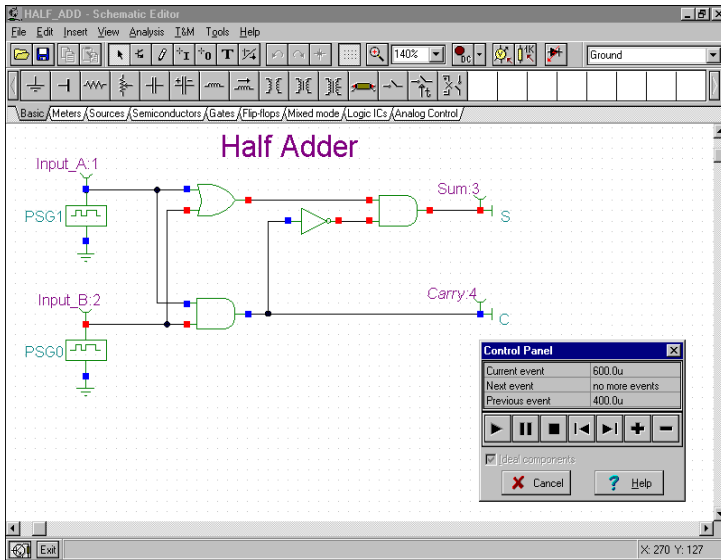 HALF_ADD - Schematic Editor
File Edit Insert View Analysis T&M Tools Help
140% DC Ground
Basic Meters Sources Semiconductors Gates Flip-flops Mixed mode Logic ICs Analog Control
Half Adder
Input_A:1
PSG1
Sum:3
S
Input_B:2
PSG0
Carry:4
C
Control Panel
Current event 600.0u
Next event no more events
Previous event 400.0u
Ideal components
Cancel ? Help
Exit X: 270 Y: 127